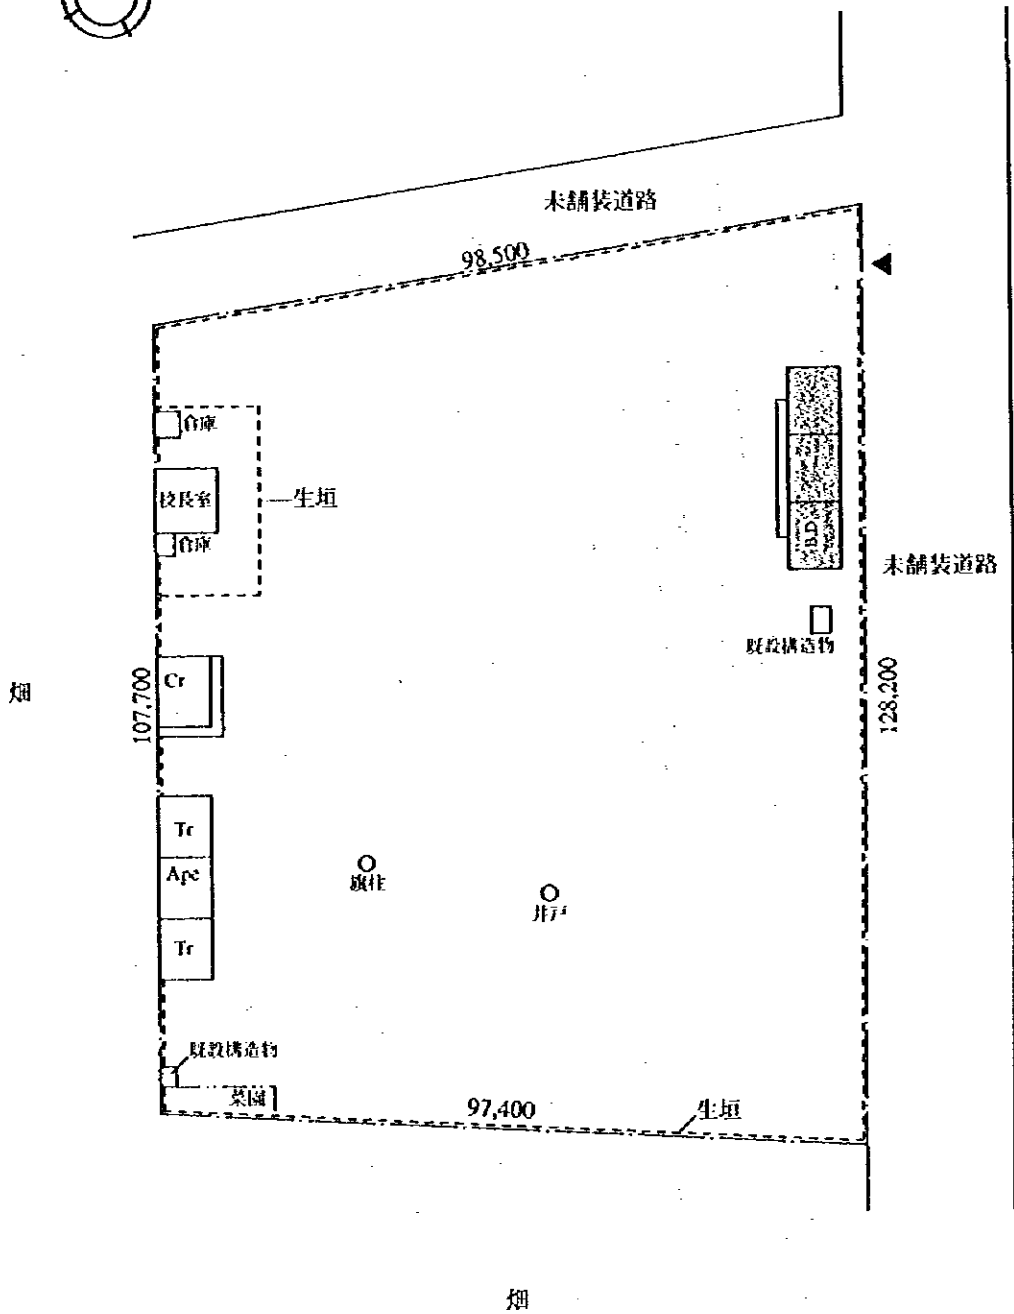 未舗装道路
98,500
倉庫
校長室
生垣
倉庫
B.D
未舗装道路
既設構造物
畑
107,700
Cr
128,200
Tr
Ape
旗柱
井戸
Tr
既設構造物
菜園
97,400
生垣
畑